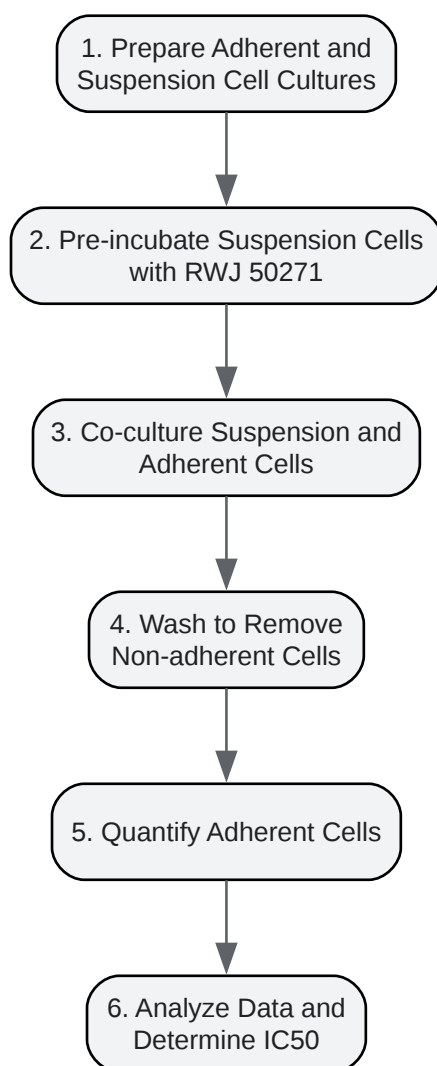 1. Prepare Adherent and
Suspension Cell Cultures
2. Pre-incubate Suspension Cells
with RWJ 50271
3. Co-culture Suspension and
Adherent Cells
4. Wash to Remove
Non-adherent Cells
5. Quantify Adherent Cells
6. Analyze Data and
Determine IC50